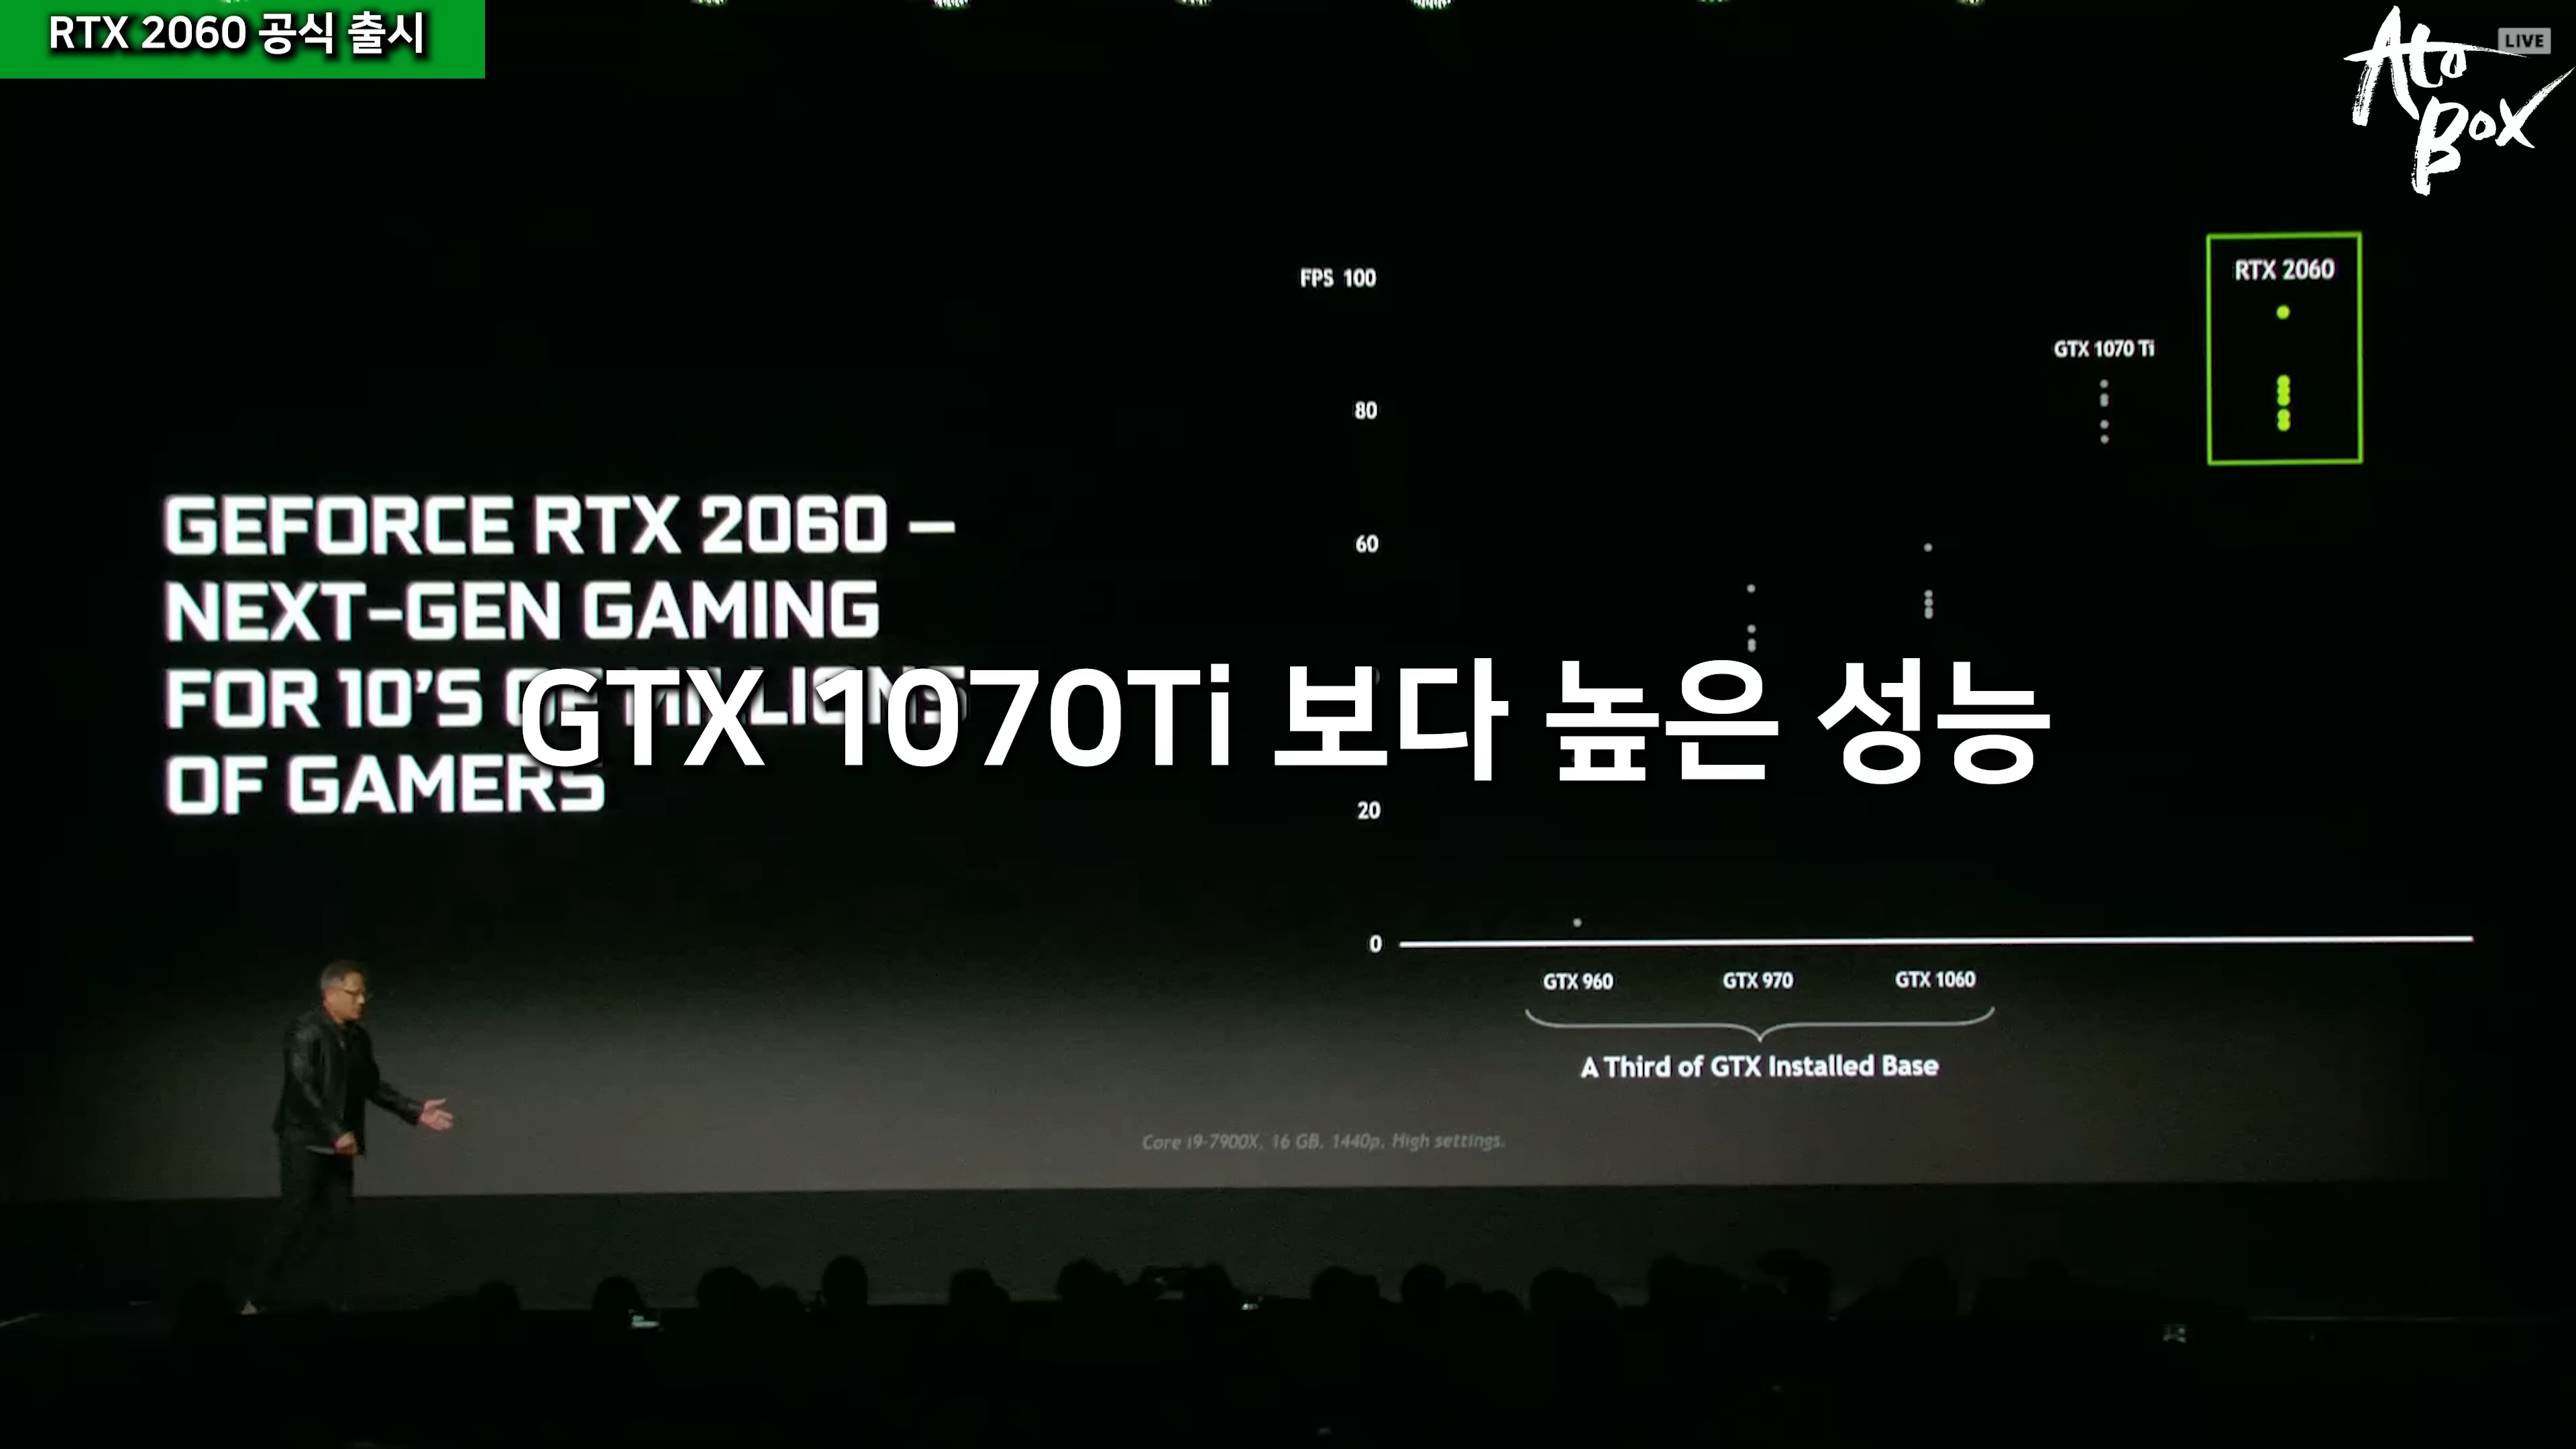 RTX 2060 공식 출시
LIVE
Ato
Box
FPS 100
80
60
20
0
RTX 2060
GTX 1070 Ti
GEFORCE RTX 2060 –
NEXT-GEN GAMING
FOR 10'S OF MILLIONS
OF GAMERS
GTX 1070Ti 보다 높은 성능
GTX 960 GTX 970 GTX 1060
A Third of GTX Installed Base
Core i9-7900X, 16 GB, 1440p, High settings.